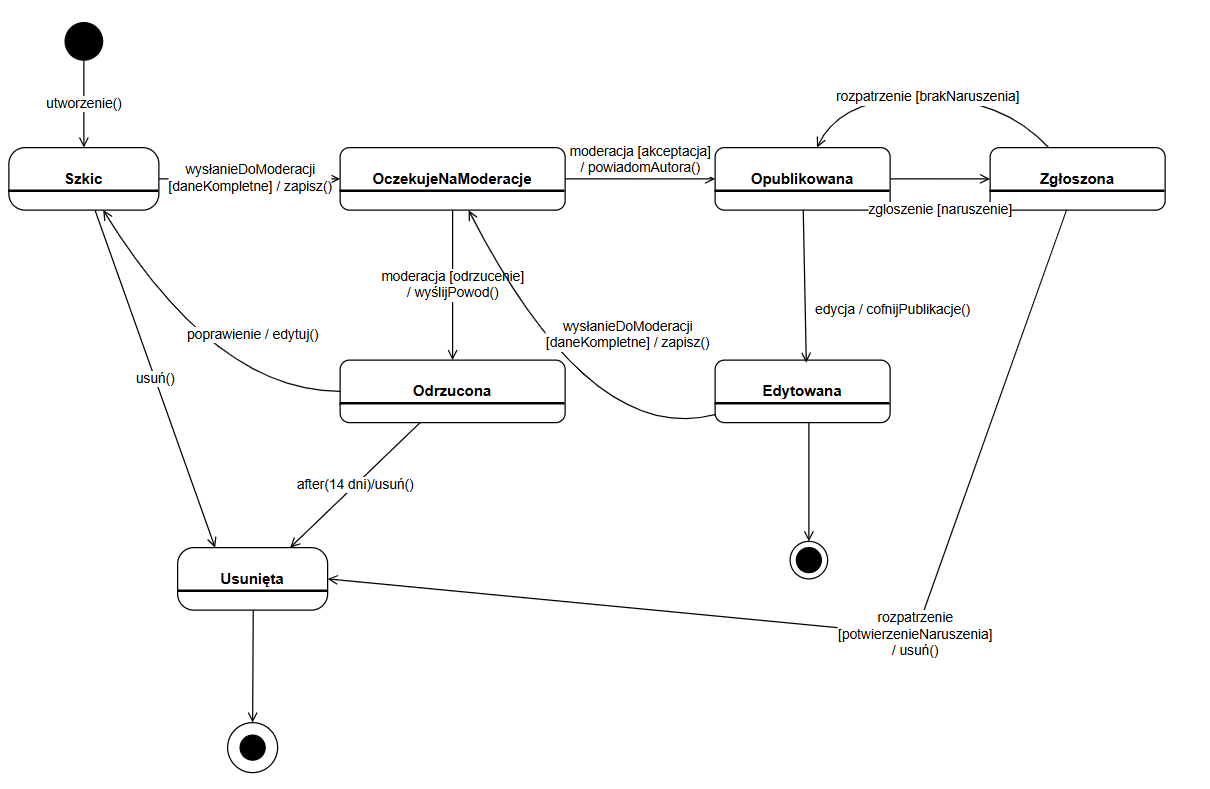 utworzenie()
rozpatrzenie [brakNaruszenia]
Szkic
wysłanieDoModeracji
[daneKompletne] / zapisz()
OczekujeNaModeracje
moderacja [akceptacja]
/ powiadomAutora()
Opublikowana
Zgłoszona
zgloszenie [naruszenie]
moderacja [odrzucenie]
/ wyślijPowod()
edycja / cofnijPublikacje()
poprawienie / edytuj()
wysłanieDoModeracji
[daneKompletne] / zapisz()
usuń()
Odrzucona
Edytowana
after(14 dni)/usuń()
Usunięta
rozpatrzenie
[potwierzenieNaruszenia]
/ usuń()